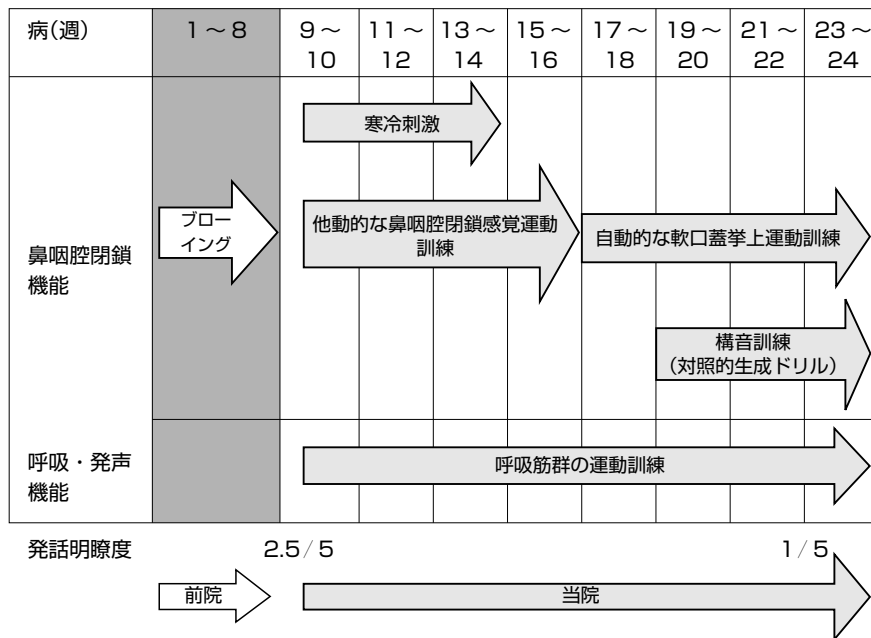 病(週)
1～8
9～
10
11～
12
13～
14
15～
16
17～
18
19～
20
21～
22
23～
24
寒冷刺激
鼻咽腔閉鎖
機能
ブロー
イング
他動的な鼻咽腔閉鎖感覚運動
訓練
自動的な軟口蓋挙上運動訓練
構音訓練
（対照的生成ドリル）
呼吸・発声
機能
呼吸筋群の運動訓練
発話明瞭度
2.5/5
1/5
前院
当院